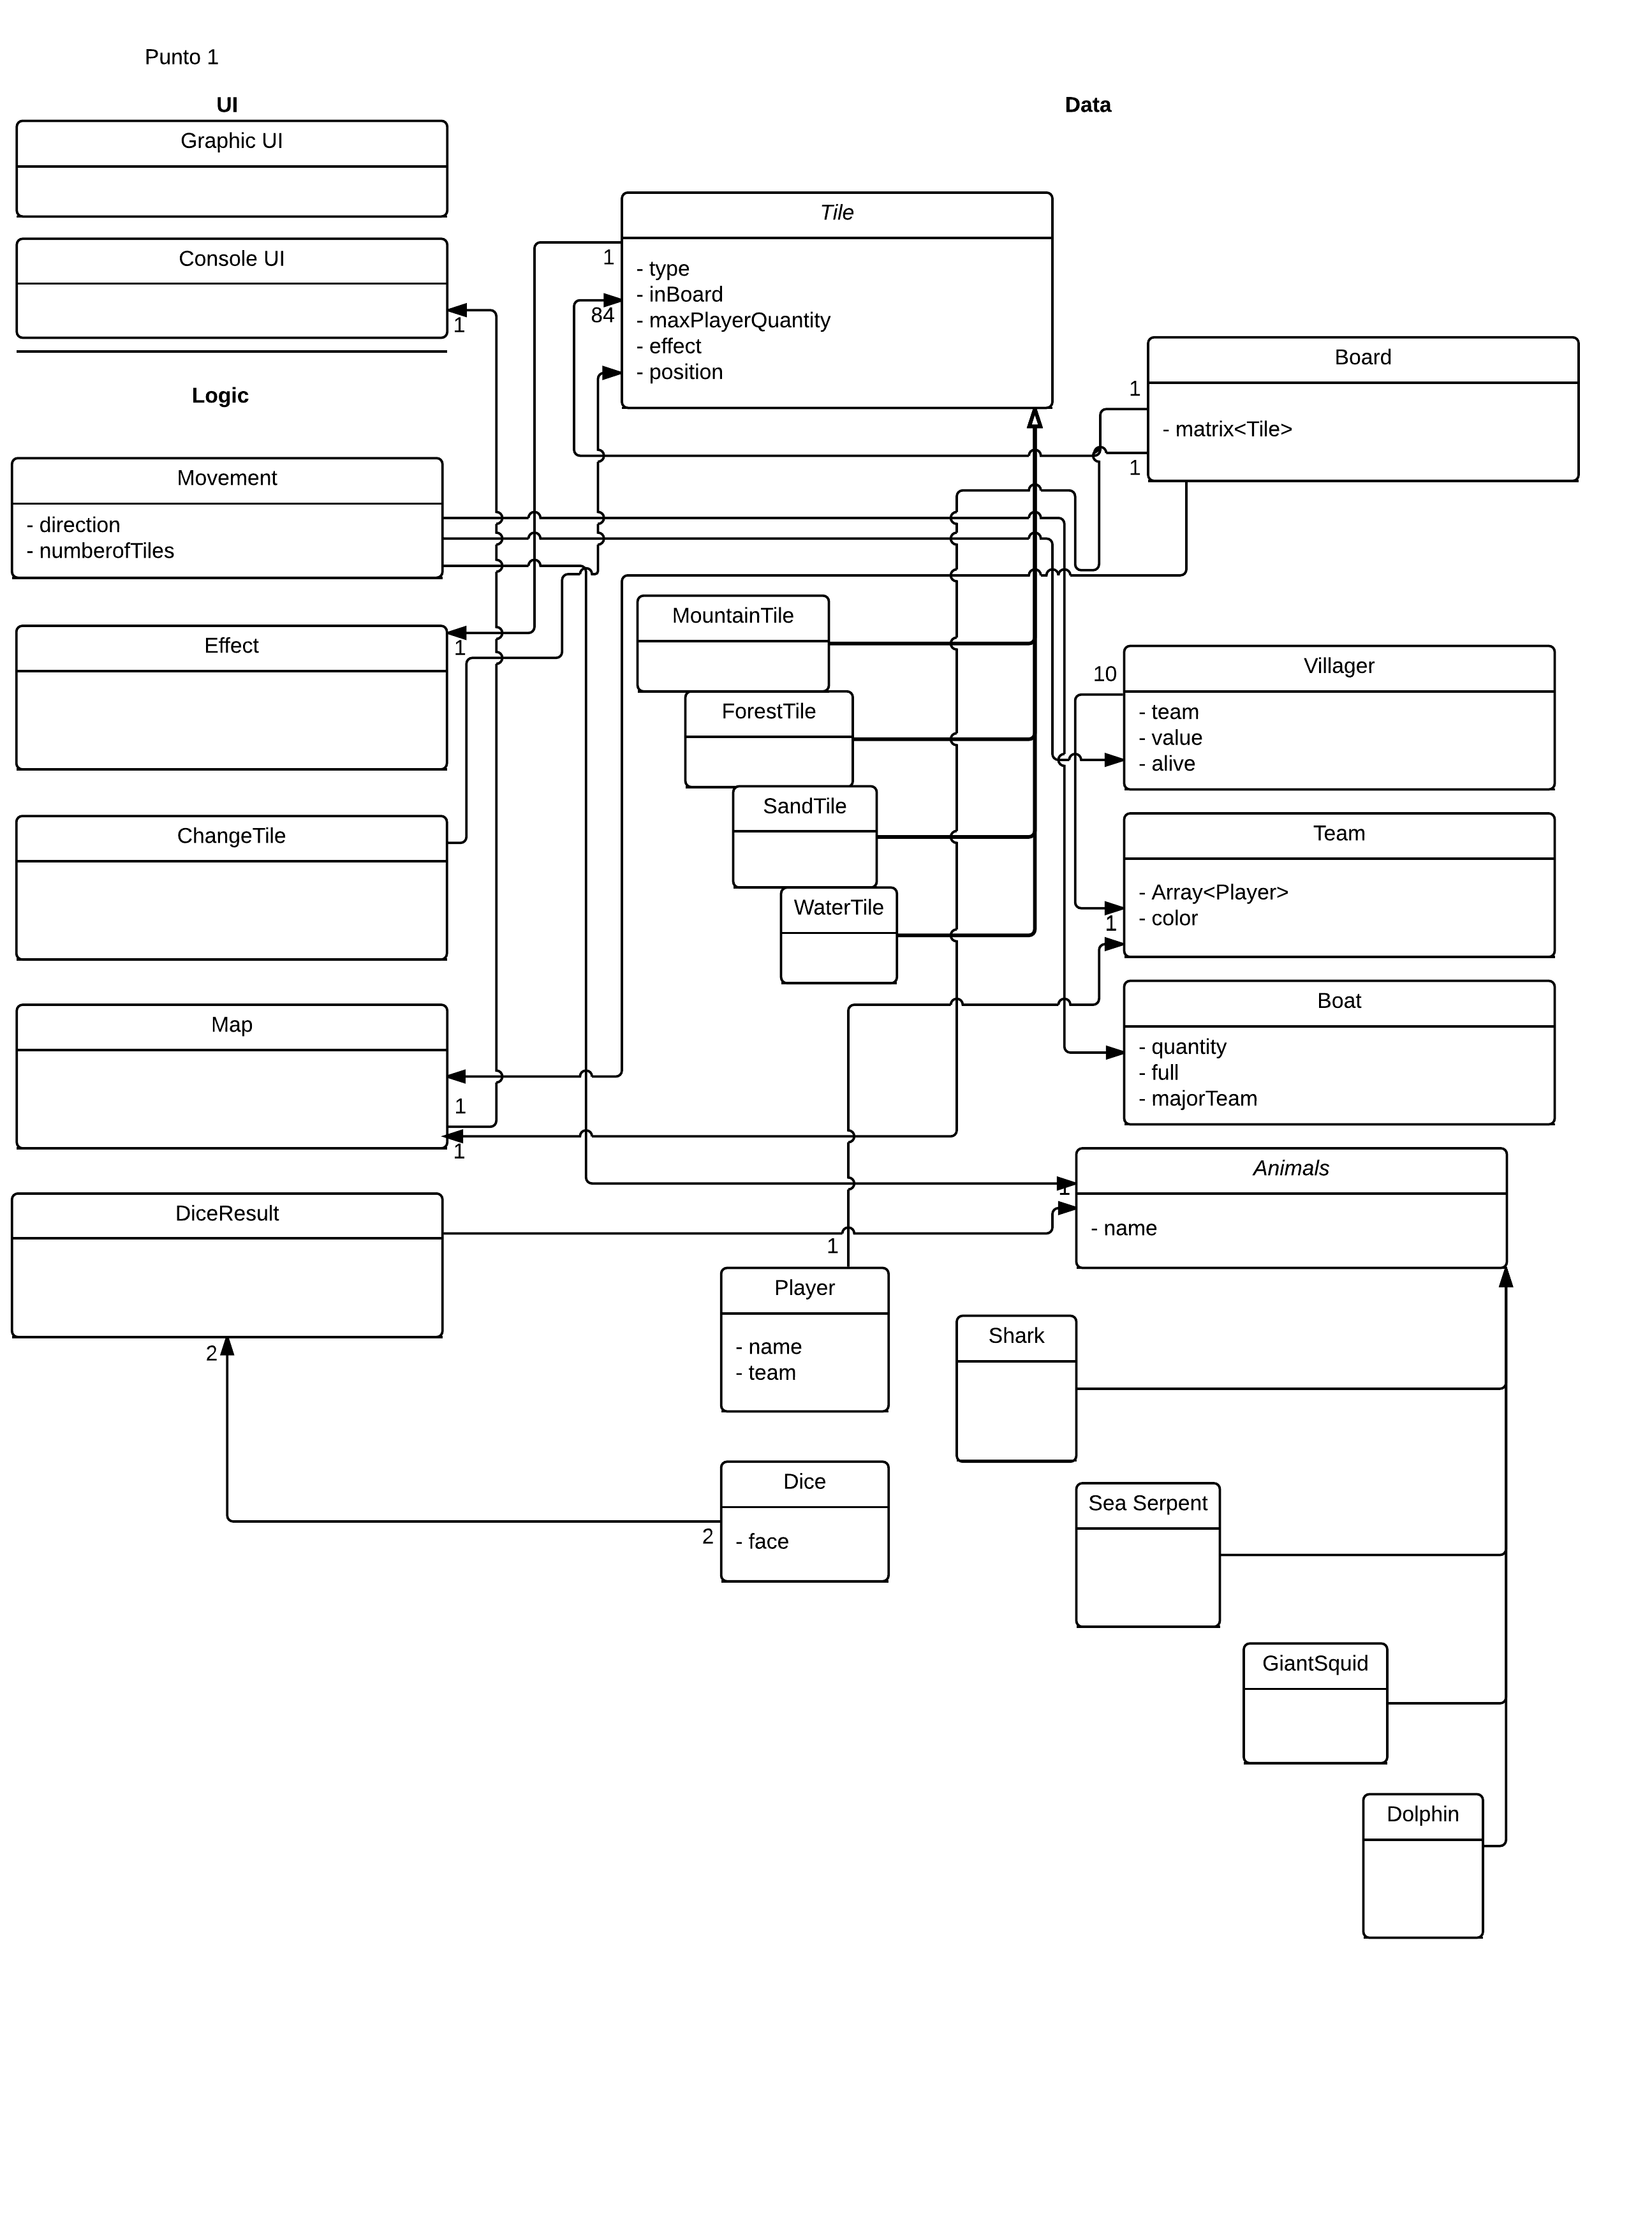 Punto 1
UI
Data
Graphic UI
Console UI
1
Logic
Movement
- direction
- numberofTiles
Effect
1
ChangeTile
Map
1
1
DiceResult
2
Tile
1
84
- type
- inBoard
- maxPlayerQuantity
- effect
- position
Board
1
- matrix<Tile>
1
MountainTile
ForestTile
SandTile
WaterTile
Villager
10
- team
- value
- alive
Team
- Array<Player>
1
- color
Boat
- quantity
- full
- majorTeam
Animals
1
- name
1
Player
- name
- team
Dice
2
- face
Shark
Sea Serpent
GiantSquid
Dolphin